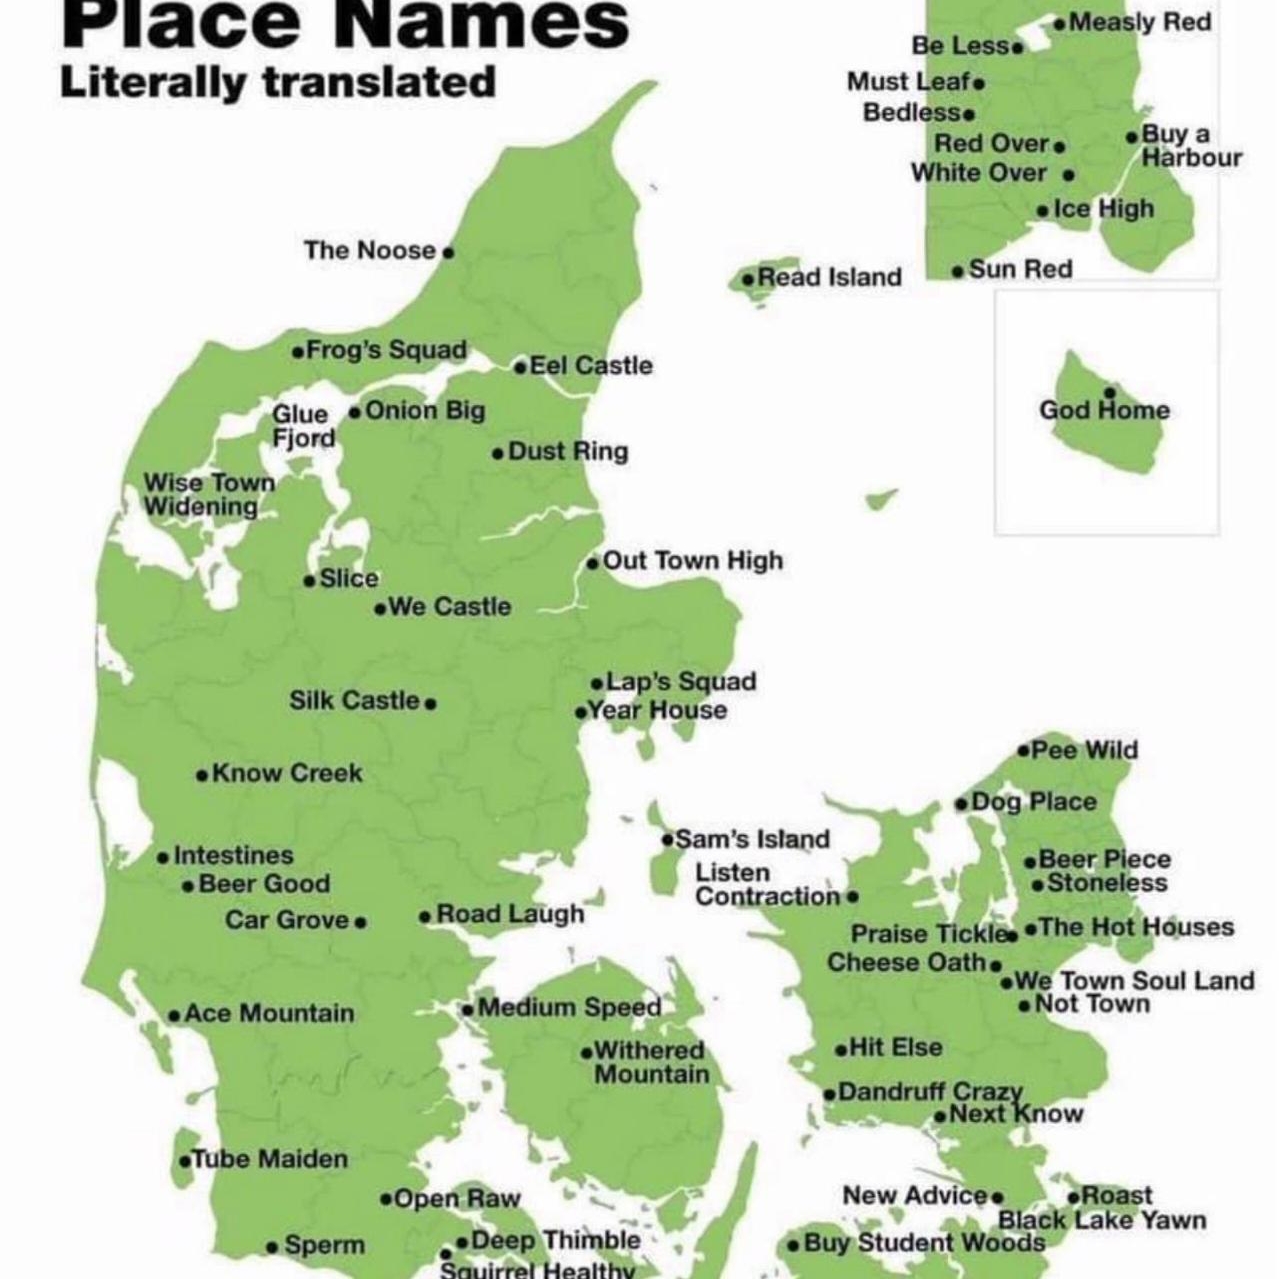 Place Names
Literally translated
Measly Red
Be Less
Must Leaf
Bedless
Buy a
Harbour
Red Over
White Over
Ice High
Sun Red
The Noose
Read Island
Frog's Squad
Eel Castle
God Home
Glue
Fjord
Onion Big
Dust Ring
Wise Town
Widening
Out Town High
Slice
We Castle
Lap's Squad
Silk Castle
Year House
Pee Wild
Know Creek
Dog Place
Sam's Island
Intestines
Beer Piece
Beer Good
Listen
Contraction
Stoneless
Car Grove
Road Laugh
Praise Tickle
The Hot Houses
Cheese Oath
We Town Soul Land
Not Town
Ace Mountain
Medium Speed
Withered
Mountain
Hit Else
Dandruff Crazy
Next Know
Tube Maiden
Open Raw
New Advice
Roast
Black Lake Yawn
Sperm
Deep Thimble
Buy Student Woods
Squirrel Healthy